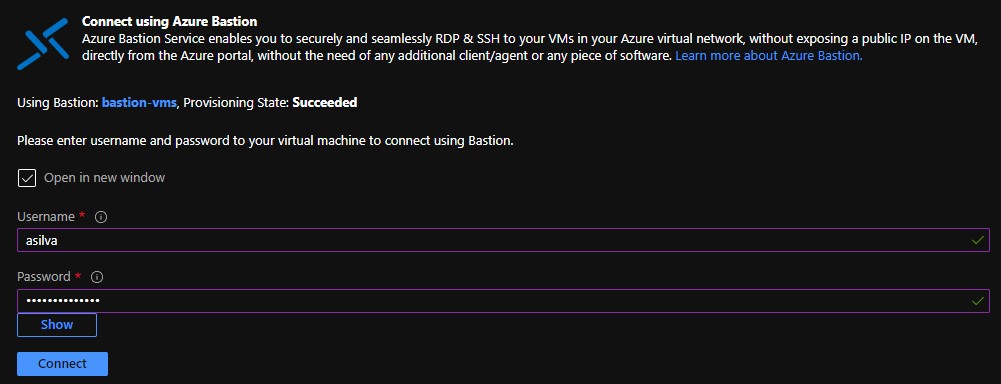 Connect using Azure Bastion
Azure Bastion Service enables you to securely and seamlessly RDP & SSH to your VMs in your Azure virtual network, without exposing a public IP on the VM,
directly from the Azure portal, without the need of any additional client/agent or any piece of software. Learn more about Azure Bastion.
Using Bastion: bastion-vms, Provisioning State: Succeeded
Please enter username and password to your virtual machine to connect using Bastion.
Open in new window
Username *
asilva
Password *
••••••••••••••
Show
Connect